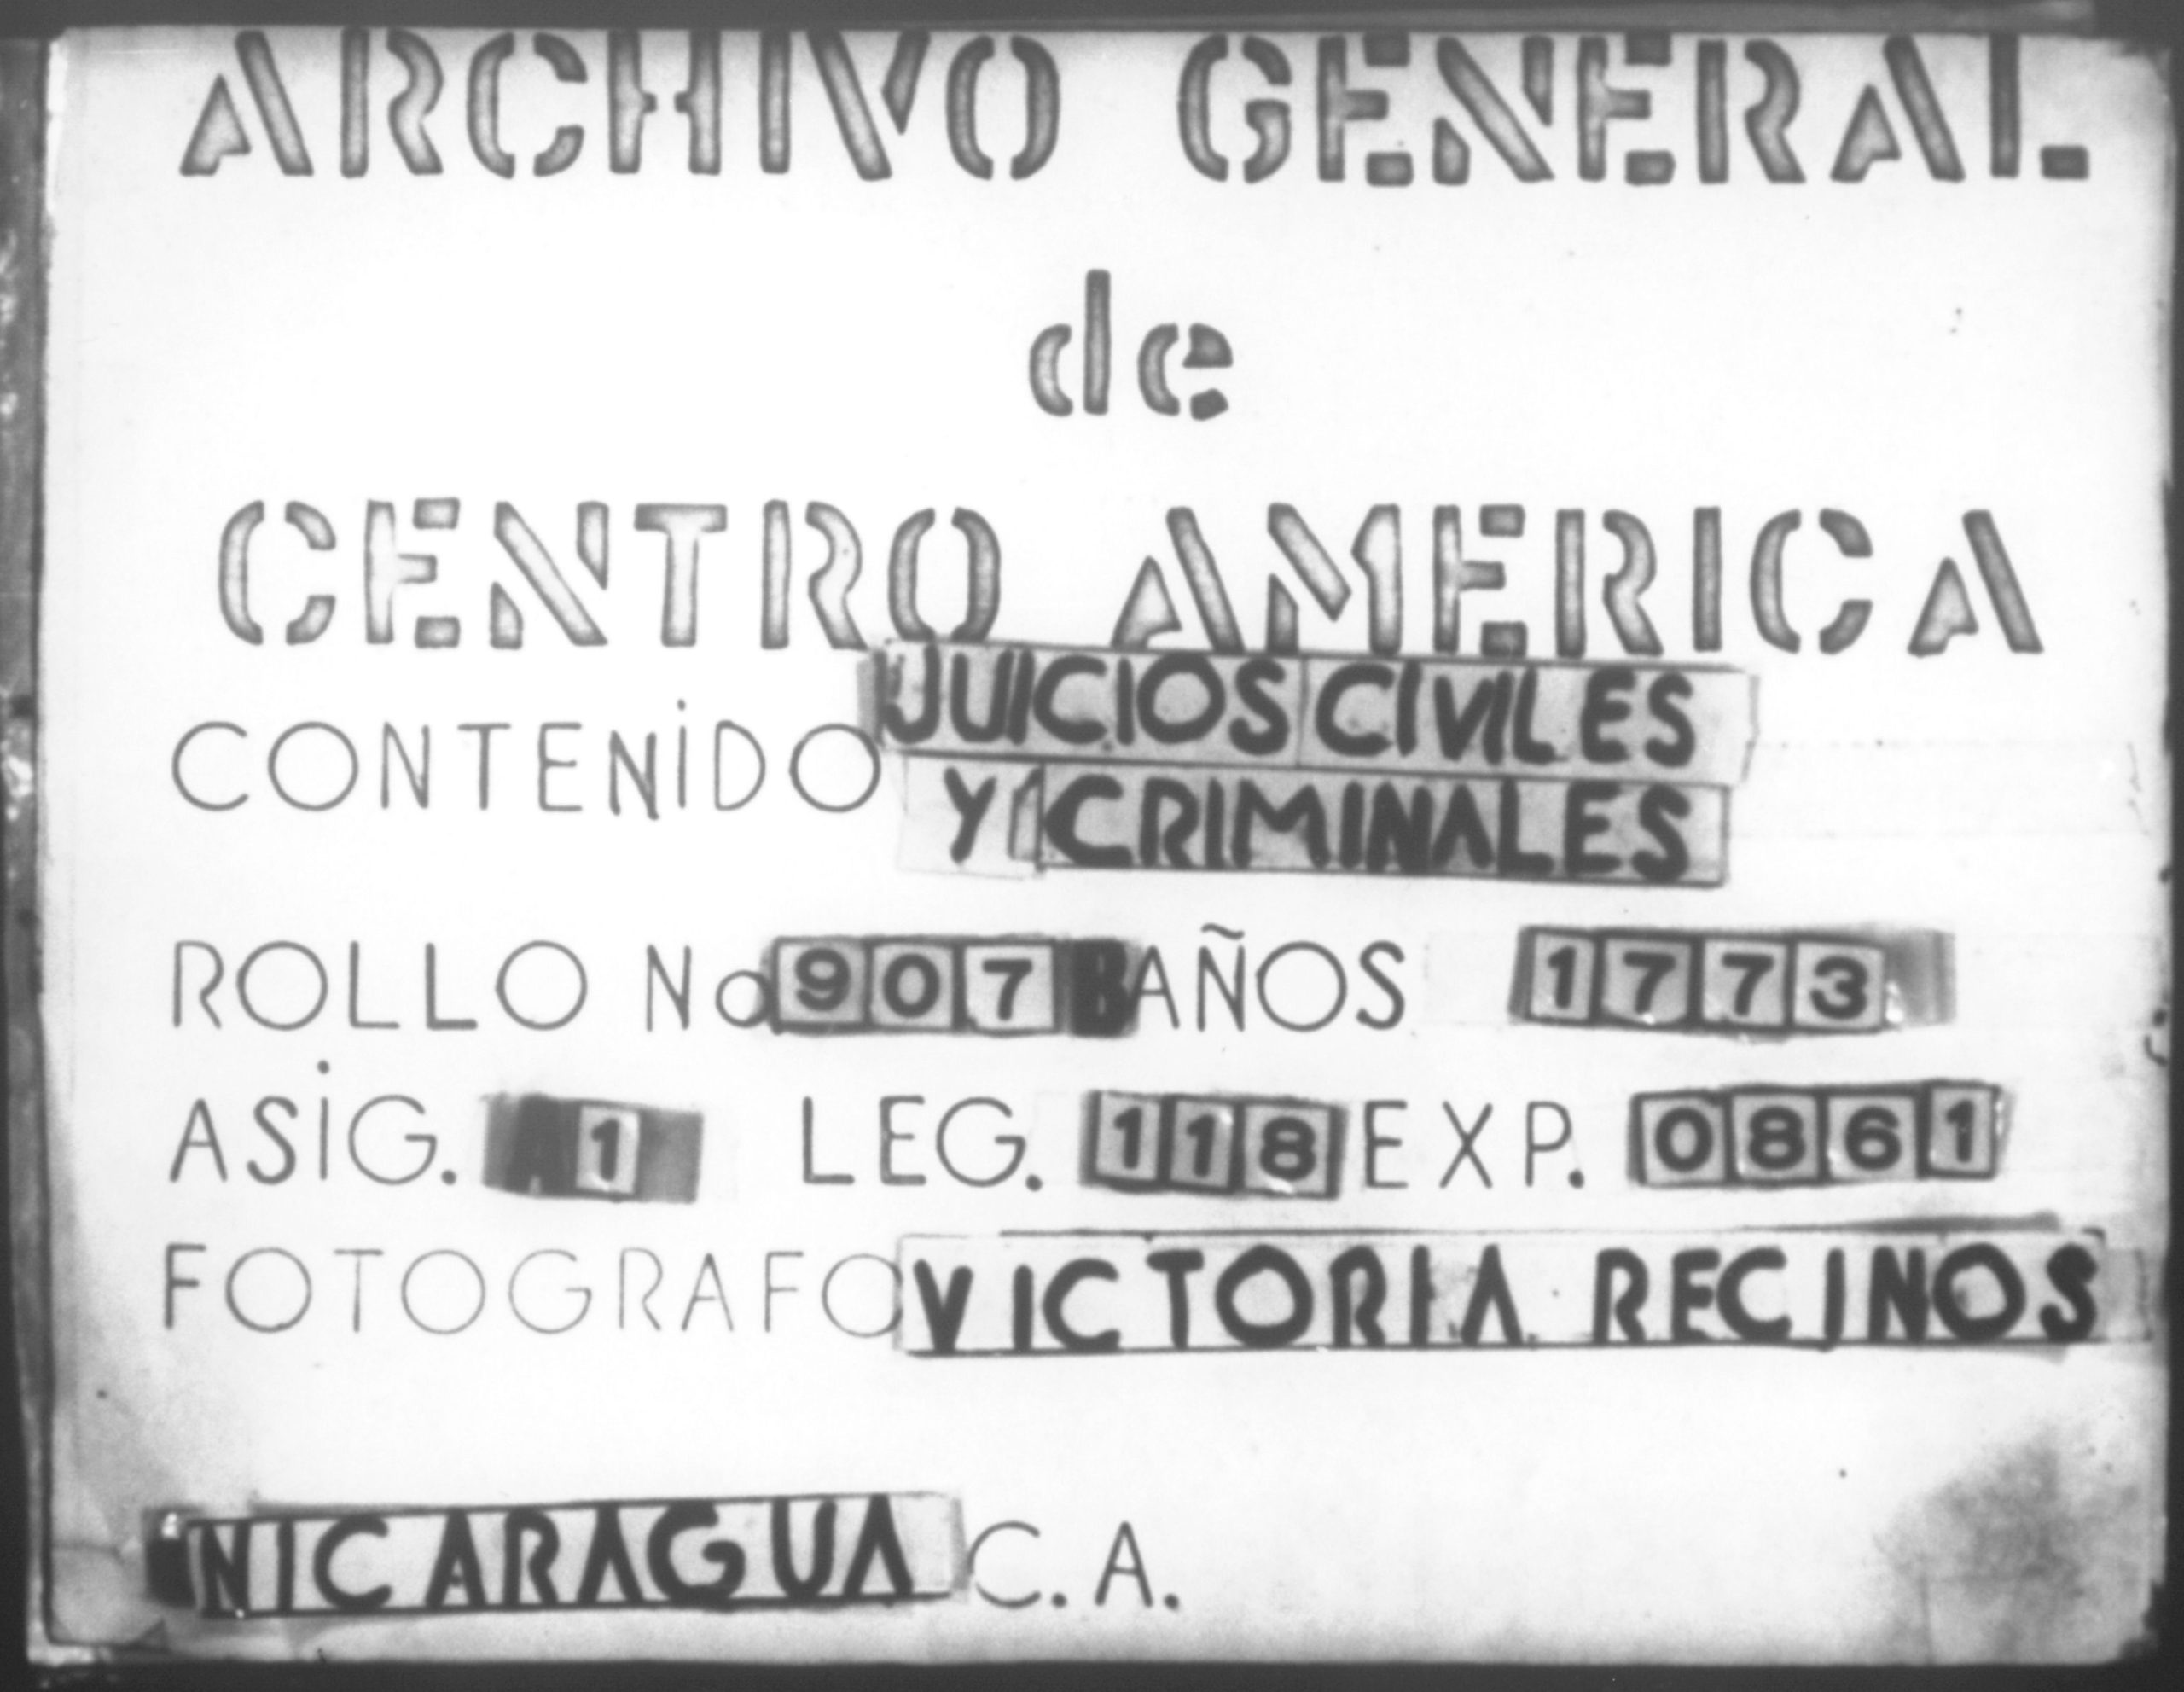 ARCHIVO GENERAL
de
CENTRO AMERICA
CONTENIDO JUICIOS CIVILES
Y CRIMINALES
ROLLO No 907 B AÑOS 1773
ASIG. A1 LEG. 118 EXP. 0861
FOTOGRAFO VICTORIA RECINOS
NICARAGUA C.A.